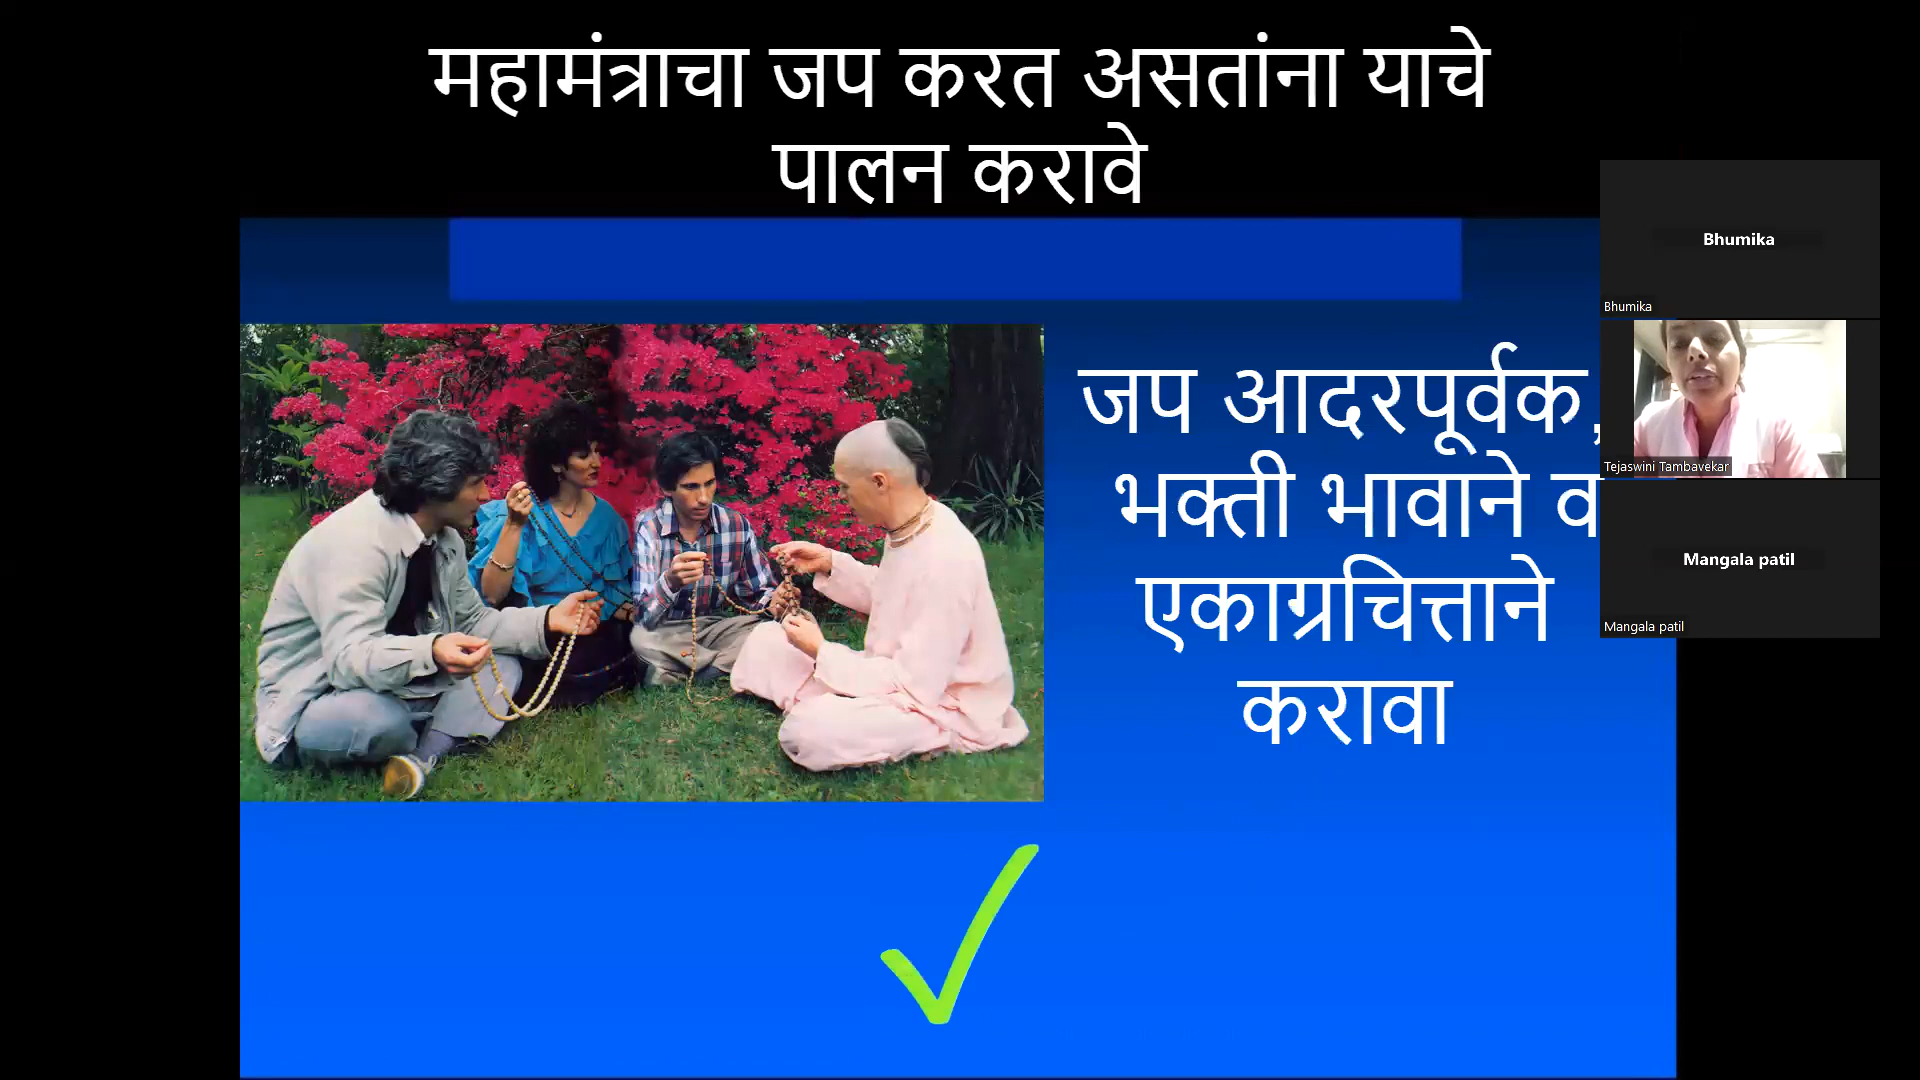 महामंत्राचा जप करत असतांना याचे
पालन करावे
जप आदरपूर्वक,
भक्ती भावाने व
एकाग्रचित्ताने
करावा
Bhumika
Bhumika
Tejaswini Tambavekar
Mangala patil
Mangala patil